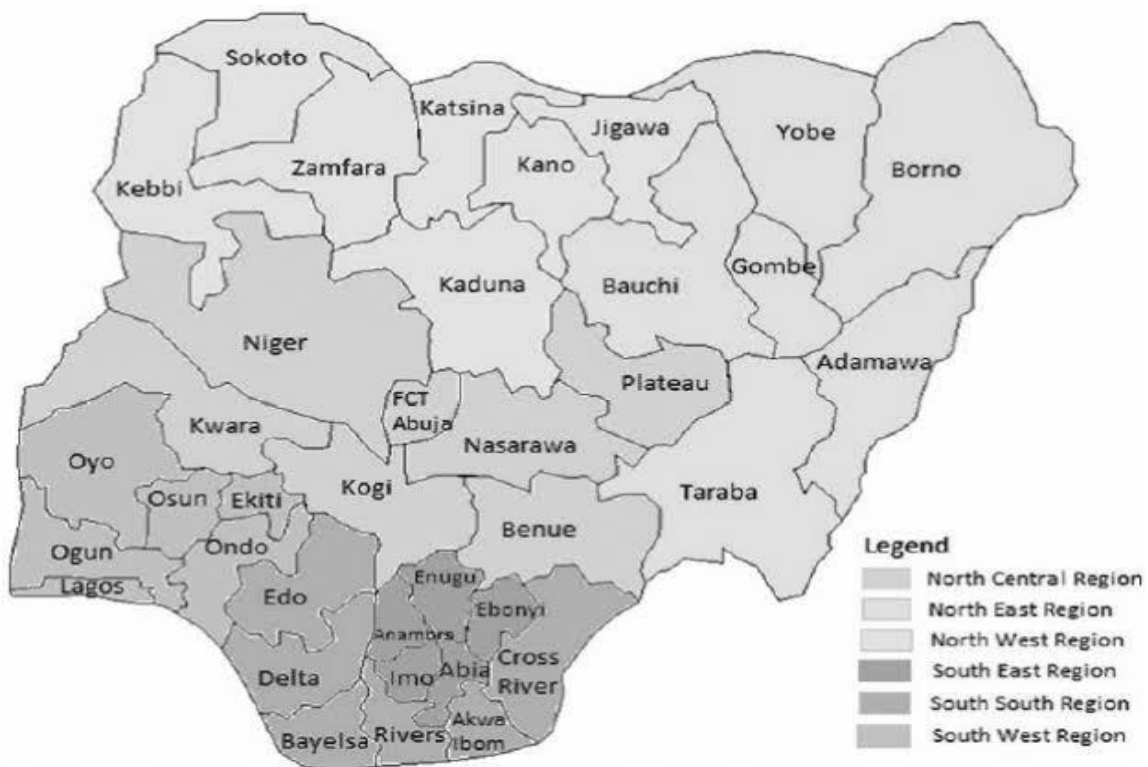 Sokoto
Katsina
Jigawa
Yobe
Borno
Kano
Zamfara
Kebbi
Gombe
Kaduna
Bauchi
Niger
Adamawa
Plateau
FCT
Abuja
Kwara
Nasarawa
Oyo
Kogi
Taraba
Osun
Ekiti
Benue
Ogun
Ondo
Lagos
Enugu
Edo
Ebonyi
Anambra
Cross
River
Delta
Imo
Abia
Bayelsa
Rivers
Akwa
Ibom
Legend
North Central Region
North East Region
North West Region
South East Region
South South Region
South West Region